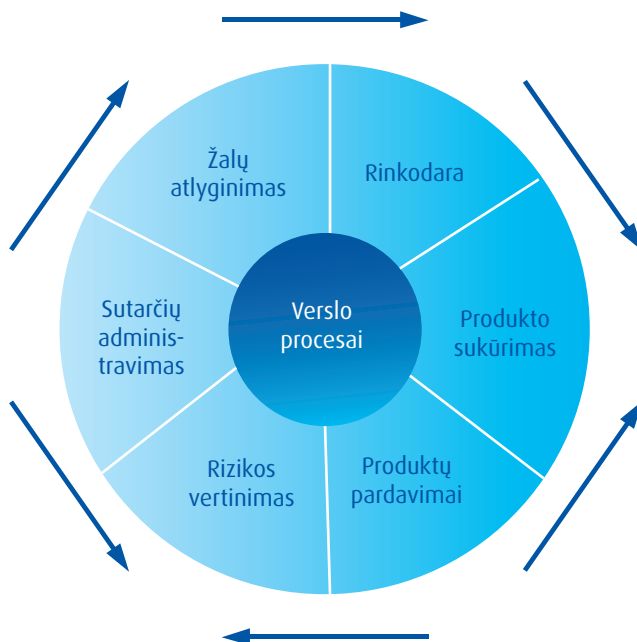 Žalų
atlyginimas
Rinkodara
Produkto
sukūrimas
Produktų
pardavimai
Rizikos
vertinimas
Sutarčių
adminis-
travimas
Verslo
procesai